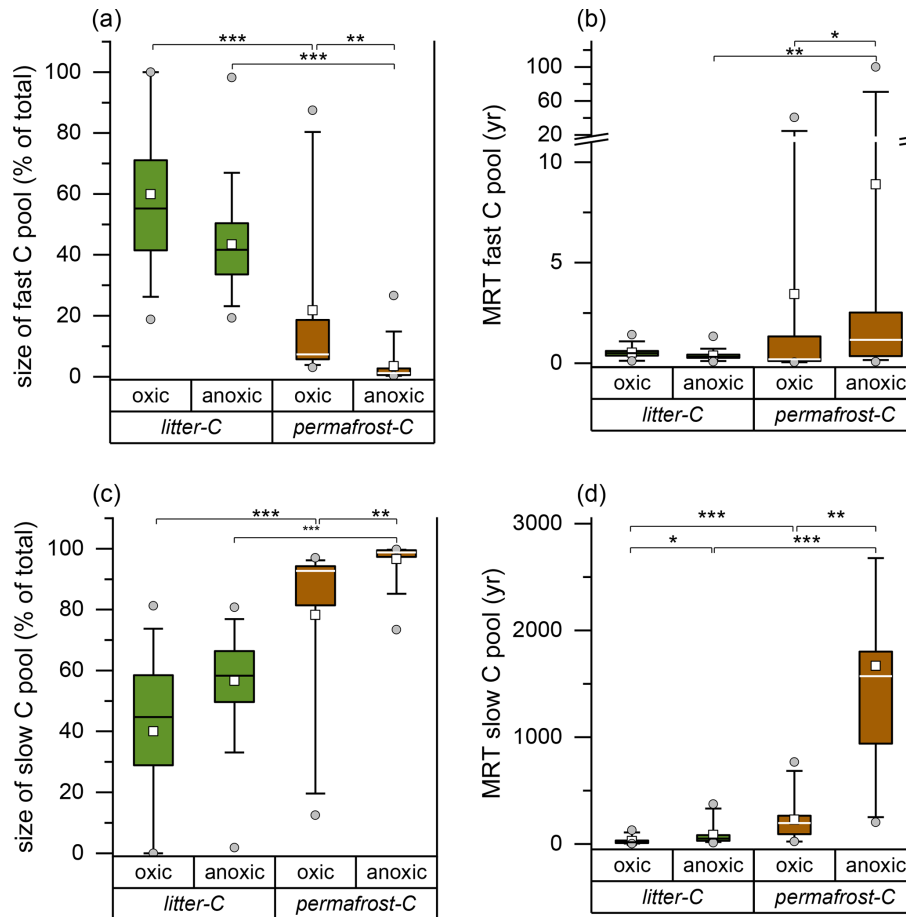 (a)
*** **
***
size of fast C pool (% of total)
100
80
60
40
20
0
oxic anoxic oxic anoxic
litter-C permafrost-C
(b)
*
**
MRT fast C pool (yr)
100
80
60
40
20
10
5
0
oxic anoxic oxic anoxic
litter-C permafrost-C
(c)
*** **
***
size of slow C pool (% of total)
100
80
60
40
20
0
oxic anoxic oxic anoxic
litter-C permafrost-C
(d)
*** **
* ***
MRT slow C pool (yr)
3000
2000
1000
0
oxic anoxic oxic anoxic
litter-C permafrost-C